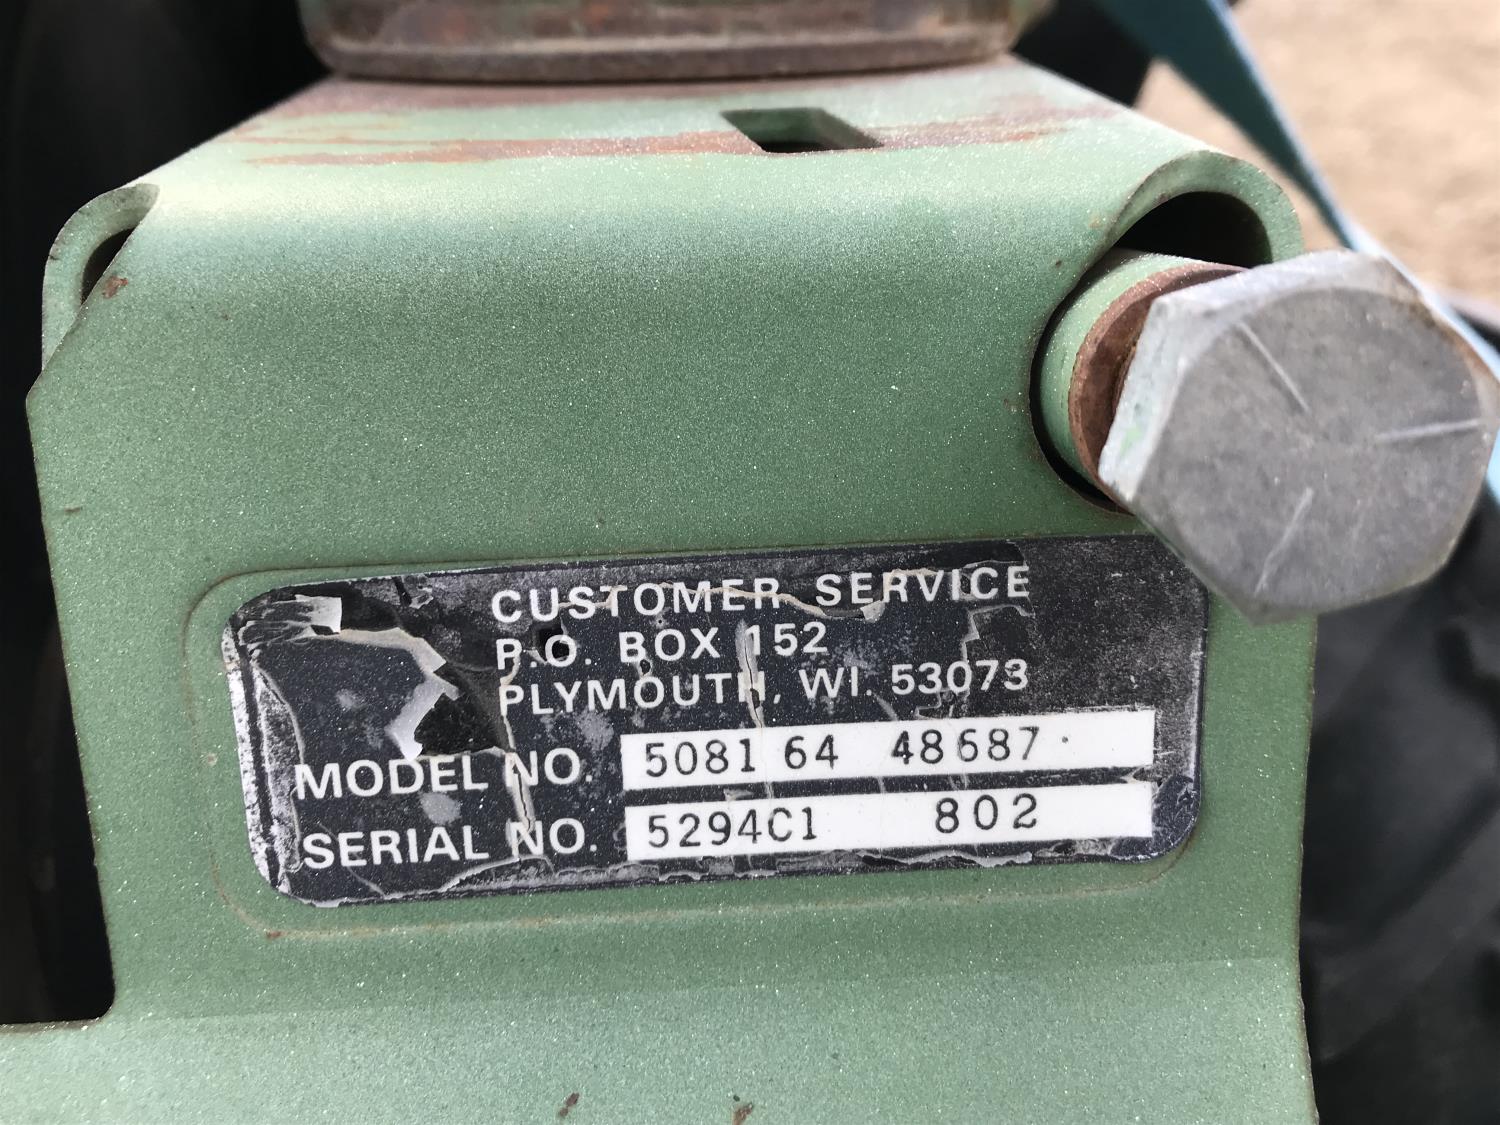 CUSTOMER SERVICE
P.O. BOX 152
PLYMOUTH, WI. 53073
MODEL NO. 5081 64 48687
SERIAL NO. 5294C1 802